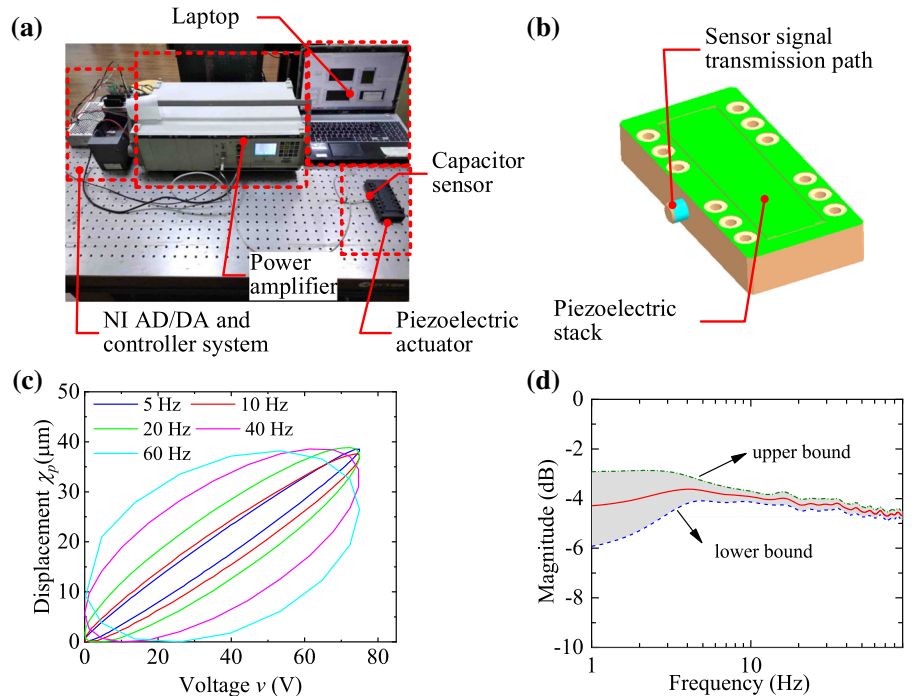 (a)
Laptop
Capacitor
sensor
Power
amplifier
NI AD/DA and
controller system
Piezoelectric
actuator
(b)
Sensor signal
transmission path
Piezoelectric
stack
(c)
Displacement χp(μm)
50
40
30
20
10
0
5 Hz
10 Hz
20 Hz
40 Hz
60 Hz
0 20 40 60 80
Voltage v (V)
(d)
Magnitude (dB)
0
-2
-4
-6
-8
-10
upper bound
lower bound
1 10
Frequency (Hz)